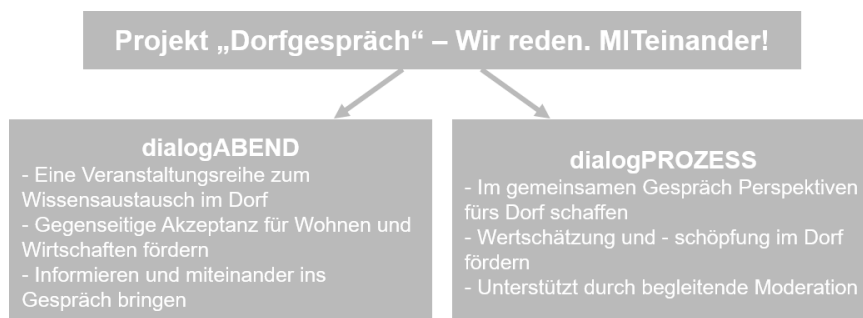 Projekt „Dorfgespräch“ – Wir reden. MITeinander!
dialogABEND
- Eine Veranstaltungsreihe zum
Wissensaustausch im Dorf
- Gegenseitige Akzeptanz für Wohnen und
Wirtschaften fördern
- Informieren und miteinander ins
Gespräch bringen
dialogPROZESS
- Im gemeinsamen Gespräch Perspektiven
fürs Dorf schaffen
- Wertschätzung und - schöpfung im Dorf
fördern
- Unterstützt durch begleitende Moderation